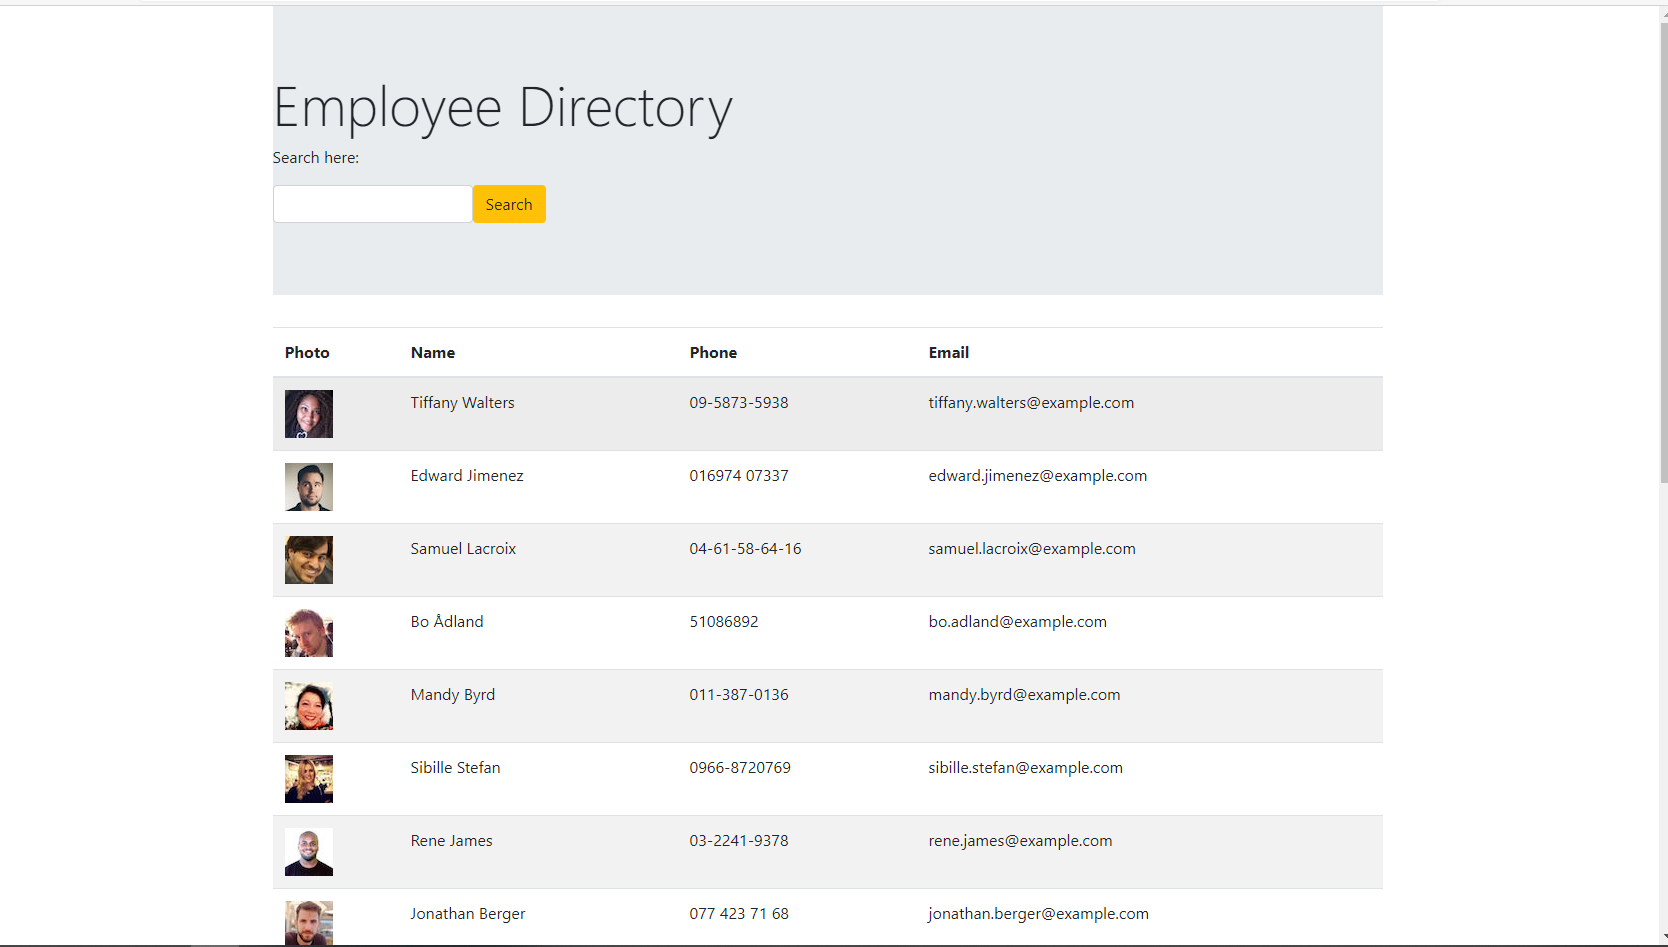 Employee Directory
Search here:
Search
Photo Name Phone Email
Tiffany Walters 09-5873-5938 tiffany.walters@example.com
Edward Jimenez 016974 07337 edward.jimenez@example.com
Samuel Lacroix 04-61-58-64-16 samuel.lacroix@example.com
Bo Ådland 51086892 bo.adland@example.com
Mandy Byrd 011-387-0136 mandy.byrd@example.com
Sibille Stefan 0966-8720769 sibille.stefan@example.com
Rene James 03-2241-9378 rene.james@example.com
Jonathan Berger 077 423 71 68 jonathan.berger@example.com